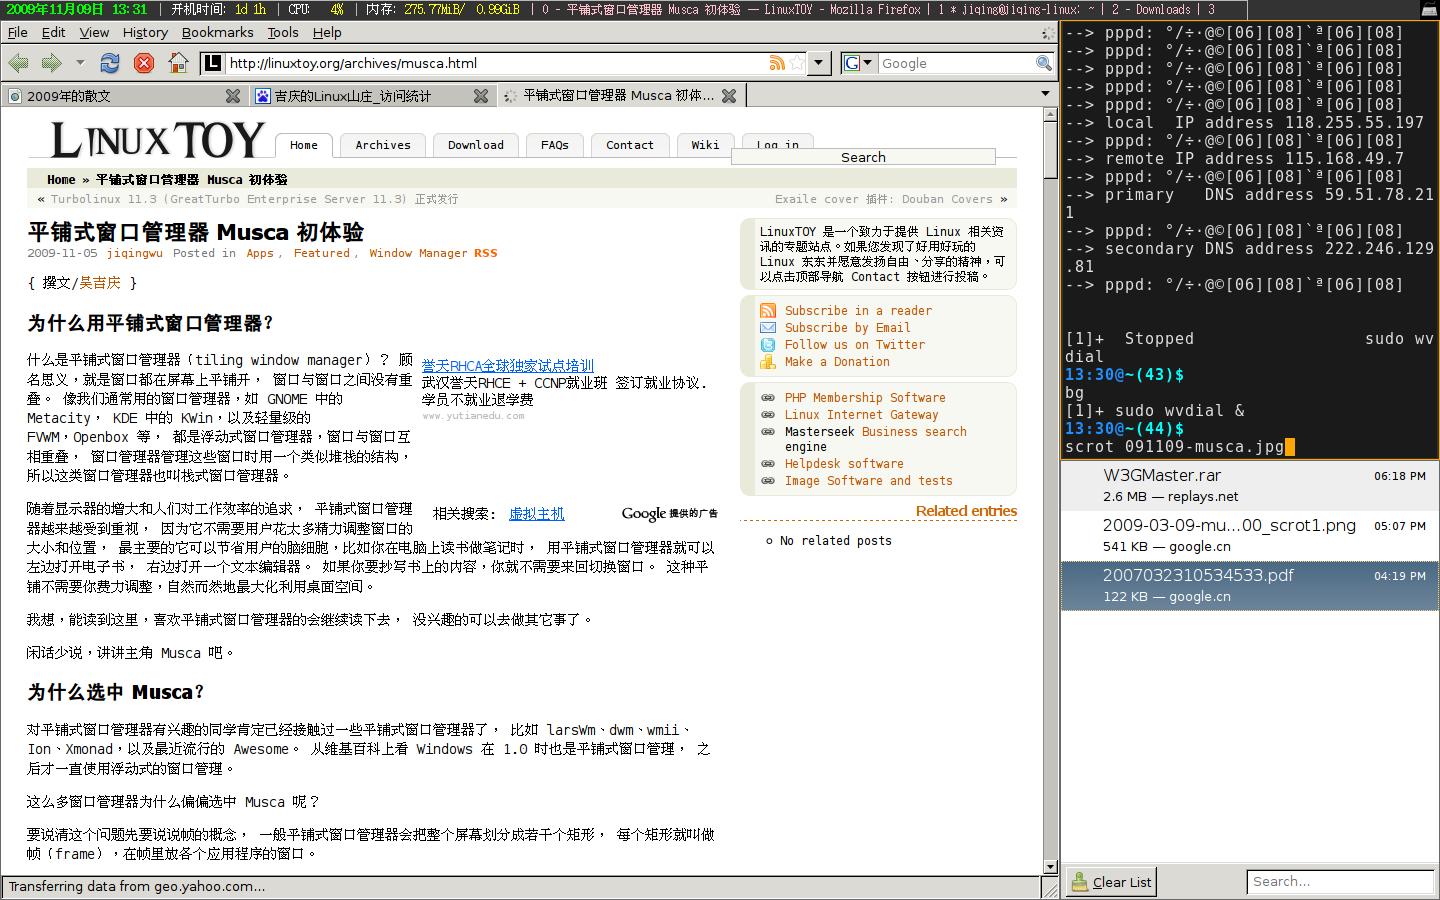 2009年11月09日 13:31 | 开机时间: 1d 1h | CPU: 4% | 内存: 275.77MiB/ 0.99GiB | 0 - 平铺式窗口管理器 Musca 初体验 — LinuxTOY - Mozilla Firefox | 1 * jiqing@jiqing-linux: ~ | 2 - Downloads | 3
File Edit View History Bookmarks Tools Help
http://linuxtoy.org/archives/musca.html
Google
2009年的散文
吉庆的Linux山庄_访问统计
平铺式窗口管理器 Musca 初体...
LINUXTOY
Home Archives Download FAQs Contact Wiki Log in
Search
Home » 平铺式窗口管理器 Musca 初体验
« Turbolinux 11.3 (GreatTurbo Enterprise Server 11.3) 正式发行
Exaile cover 插件: Douban Covers »
平铺式窗口管理器 Musca 初体验
2009-11-05 jiqingwu Posted in Apps, Featured, Window Manager RSS
{ 撰文/吴吉庆 }
为什么用平铺式窗口管理器?
什么是平铺式窗口管理器(tiling window manager)? 顾
名思义,就是窗口都在屏幕上平铺开, 窗口与窗口之间没有重
叠。 像我们通常用的窗口管理器,如 GNOME 中的
Metacity, KDE 中的 KWin,以及轻量级的
FVWM,Openbox 等, 都是浮动式窗口管理器,窗口与窗口互
相重叠, 窗口管理器管理这些窗口时用一个类似堆栈的结构,
所以这类窗口管理器也叫栈式窗口管理器。
誉天RHCA全球独家试点培训
武汉誉天RHCE + CCNP就业班 签订就业协议.
学员不就业退学费
www.yutianedu.com
随着显示器的增大和人们对工作效率的追求, 平铺式窗口管理
器越来越受到重视, 因为它不需要用户花太多精力调整窗口的
大小和位置, 最主要的它可以节省用户的脑细胞,比如你在电脑上读书做笔记时, 用平铺式窗口管理器就可以
左边打开电子书, 右边打开一个文本编辑器。 如果你要抄写书上的内容,你就不需要来回切换窗口。 这种平
铺不需要你费力调整,自然而然地最大化利用桌面空间。
相关搜索: 虚拟主机
Google 提供的广告
我想,能读到这里,喜欢平铺式窗口管理器的会继续读下去, 没兴趣的可以去做其它事了。
闲话少说,讲讲主角 Musca 吧。
为什么选中 Musca?
对平铺式窗口管理器有兴趣的同学肯定已经接触过一些平铺式窗口管理器了, 比如 larsWm、dwm、wmii、
Ion、Xmonad,以及最近流行的 Awesome。 从维基百科上看 Windows 在 1.0 时也是平铺式窗口管理, 之
后才一直使用浮动式的窗口管理。
这么多窗口管理器为什么偏偏选中 Musca 呢?
要说清这个问题先要说说帧的概念, 一般平铺式窗口管理器会把整个屏幕划分成若干个矩形, 每个矩形就叫做
帧(frame),在帧里放各个应用程序的窗口。
LinuxTOY 是一个致力于提供 Linux 相关资
讯的专题站点。如果您发现了好用好玩的
Linux 东东并愿意发扬自由、分享的精神,可
以点击顶部导航 Contact 按钮进行投稿。
Subscribe in a reader
Subscribe by Email
Follow us on Twitter
Make a Donation
PHP Membership Software
Linux Internet Gateway
Masterseek Business search
engine
Helpdesk software
Image Software and tests
Related entries
No related posts
Transferring data from geo.yahoo.com...
--> pppd: °/÷·@©[06][08]`ª[06][08]
--> pppd: °/÷·@©[06][08]`ª[06][08]
--> pppd: °/÷·@©[06][08]`ª[06][08]
--> pppd: °/÷·@©[06][08]`ª[06][08]
--> pppd: °/÷·@©[06][08]`ª[06][08]
--> local  IP address 118.255.55.197
--> pppd: °/÷·@©[06][08]`ª[06][08]
--> remote IP address 115.168.49.7
--> pppd: °/÷·@©[06][08]`ª[06][08]
--> primary   DNS address 59.51.78.21
1
--> pppd: °/÷·@©[06][08]`ª[06][08]
--> secondary DNS address 222.246.129
.81
--> pppd: °/÷·@©[06][08]`ª[06][08]
[1]+  Stopped                 sudo wv
dial
13:30@~(43)$
bg
[1]+ sudo wvdial &
13:30@~(44)$
scrot 091109-musca.jpg
W3GMaster.rar 06:18 PM
2.6 MB — replays.net
2009-03-09-mu...00_scrot1.png 05:07 PM
541 KB — google.cn
2007032310534533.pdf 04:19 PM
122 KB — google.cn
Clear List
Search...